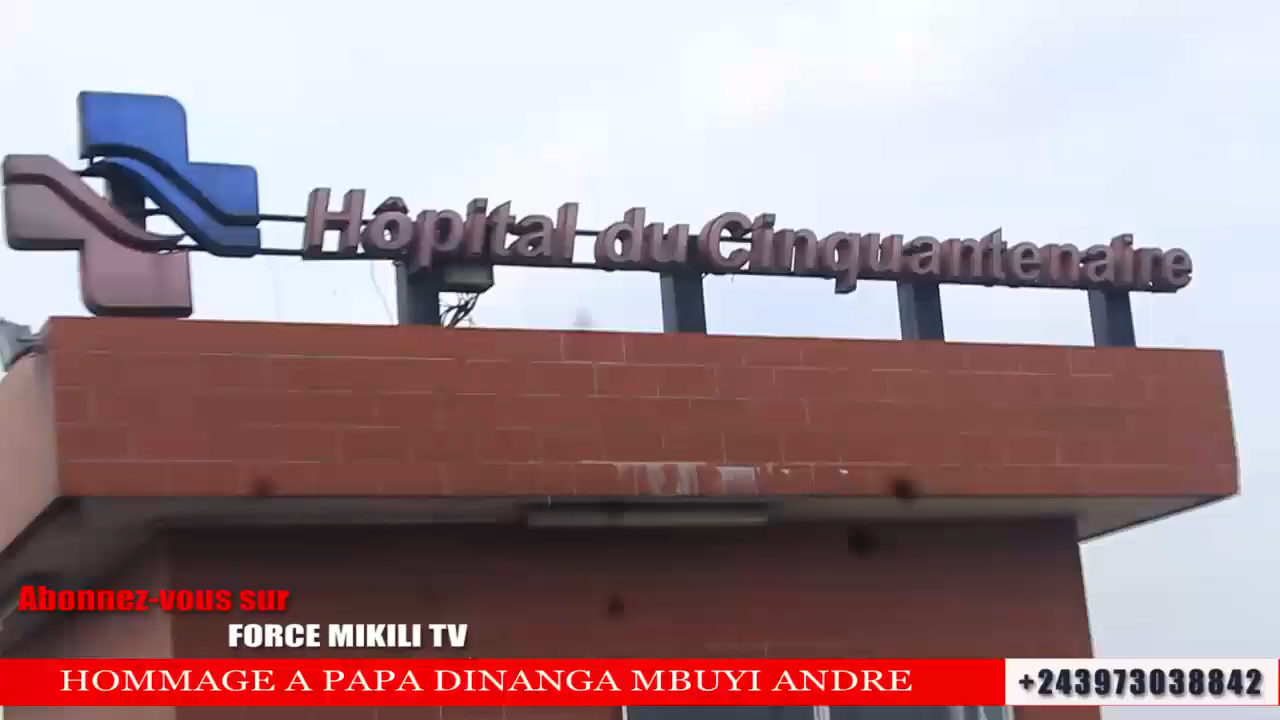 Hôpital du Cinquantenaire
Abonnez-vous sur
FORCE MIKILI TV
HOMMAGE A PAPA DINANGA MBUYI ANDRE
+243973038842